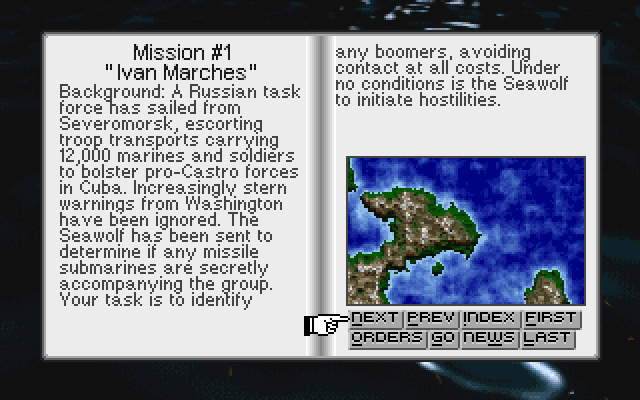 Mission #1
"Ivan Marches"
Background: A Russian task
force has sailed from
Severomorsk, escorting
troop transports carrying
12,000 marines and soldiers
to bolster pro-Castro forces
in Cuba. Increasingly stern
warnings from Washington
have been ignored. The
Seawolf has been sent to
determine if any missile
submarines are secretly
accompanying the group.
Your task is to identify
any boomers, avoiding
contact at all costs. Under
no conditions is the Seawolf
to initiate hostilities.
NEXT PREV INDEX FIRST
ORDERS GO NEWS LAST